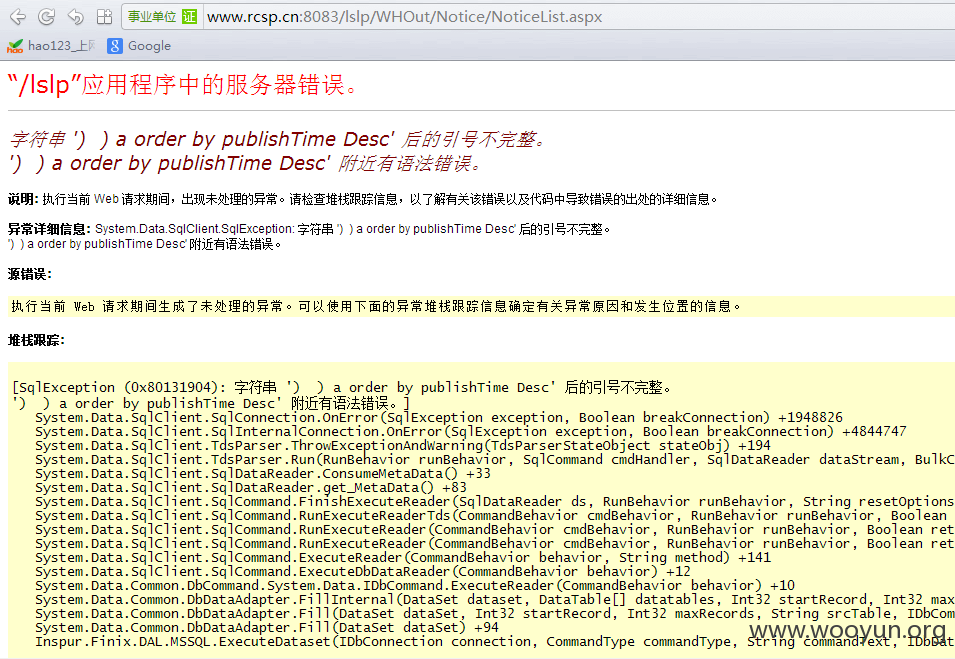 事业单位 证 www.rcsp.cn:8083/lslp/WHOut/Notice/NoticeList.aspx
hao123_上网 Google
“/lslp”应用程序中的服务器错误。
字符串 ')  ) a order by publishTime Desc' 后的引号不完整。
')  ) a order by publishTime Desc' 附近有语法错误。
说明: 执行当前 Web 请求期间，出现未处理的异常。请检查堆栈跟踪信息，以了解有关该错误以及代码中导致错误的出处的详细信息。
异常详细信息: System.Data.SqlClient.SqlException: 字符串 ')  ) a order by publishTime Desc' 后的引号不完整。
')  ) a order by publishTime Desc' 附近有语法错误。
源错误:
执行当前 Web 请求期间生成了未处理的异常。可以使用下面的异常堆栈跟踪信息确定有关异常原因和发生位置的信息。
堆栈跟踪:
[SqlException (0x80131904): 字符串 ')  ) a order by publishTime Desc' 后的引号不完整。
')  ) a order by publishTime Desc' 附近有语法错误。]
System.Data.SqlClient.SqlConnection.OnError(SqlException exception, Boolean breakConnection) +1948826
System.Data.SqlClient.SqlInternalConnection.OnError(SqlException exception, Boolean breakConnection) +4844747
System.Data.SqlClient.TdsParser.ThrowExceptionAndWarning(TdsParserStateObject stateObj) +194
System.Data.SqlClient.TdsParser.Run(RunBehavior runBehavior, SqlCommand cmdHandler, SqlDataReader dataStream, BulkC
System.Data.SqlClient.SqlDataReader.ConsumeMetaData() +33
System.Data.SqlClient.SqlDataReader.get_MetaData() +83
System.Data.SqlClient.SqlCommand.FinishExecuteReader(SqlDataReader ds, RunBehavior runBehavior, String resetOptions
System.Data.SqlClient.SqlCommand.RunExecuteReaderTds(CommandBehavior cmdBehavior, RunBehavior runBehavior, Boolean
System.Data.SqlClient.SqlCommand.RunExecuteReader(CommandBehavior cmdBehavior, RunBehavior runBehavior, Boolean ret
System.Data.SqlClient.SqlCommand.RunExecuteReader(CommandBehavior cmdBehavior, RunBehavior runBehavior, Boolean ret
System.Data.SqlClient.SqlCommand.ExecuteReader(CommandBehavior behavior, String method) +141
System.Data.SqlClient.SqlCommand.ExecuteDbDataReader(CommandBehavior behavior) +12
System.Data.Common.DbCommand.System.Data.IDbCommand.ExecuteReader(CommandBehavior behavior) +10
System.Data.Common.DbDataAdapter.FillInternal(DataSet dataset, DataTable[] datatables, Int32 startRecord, Int32 max
System.Data.Common.DbDataAdapter.Fill(DataSet dataSet, Int32 startRecord, Int32 maxRecords, String srcTable, IDbCom
System.Data.Common.DbDataAdapter.Fill(DataSet dataSet) +94
Inspur.Finix.DAL.MSSQL.ExecuteDataset(IDbConnection connection, CommandType commandType, String commandText, IDbDat
www.wooyun.org